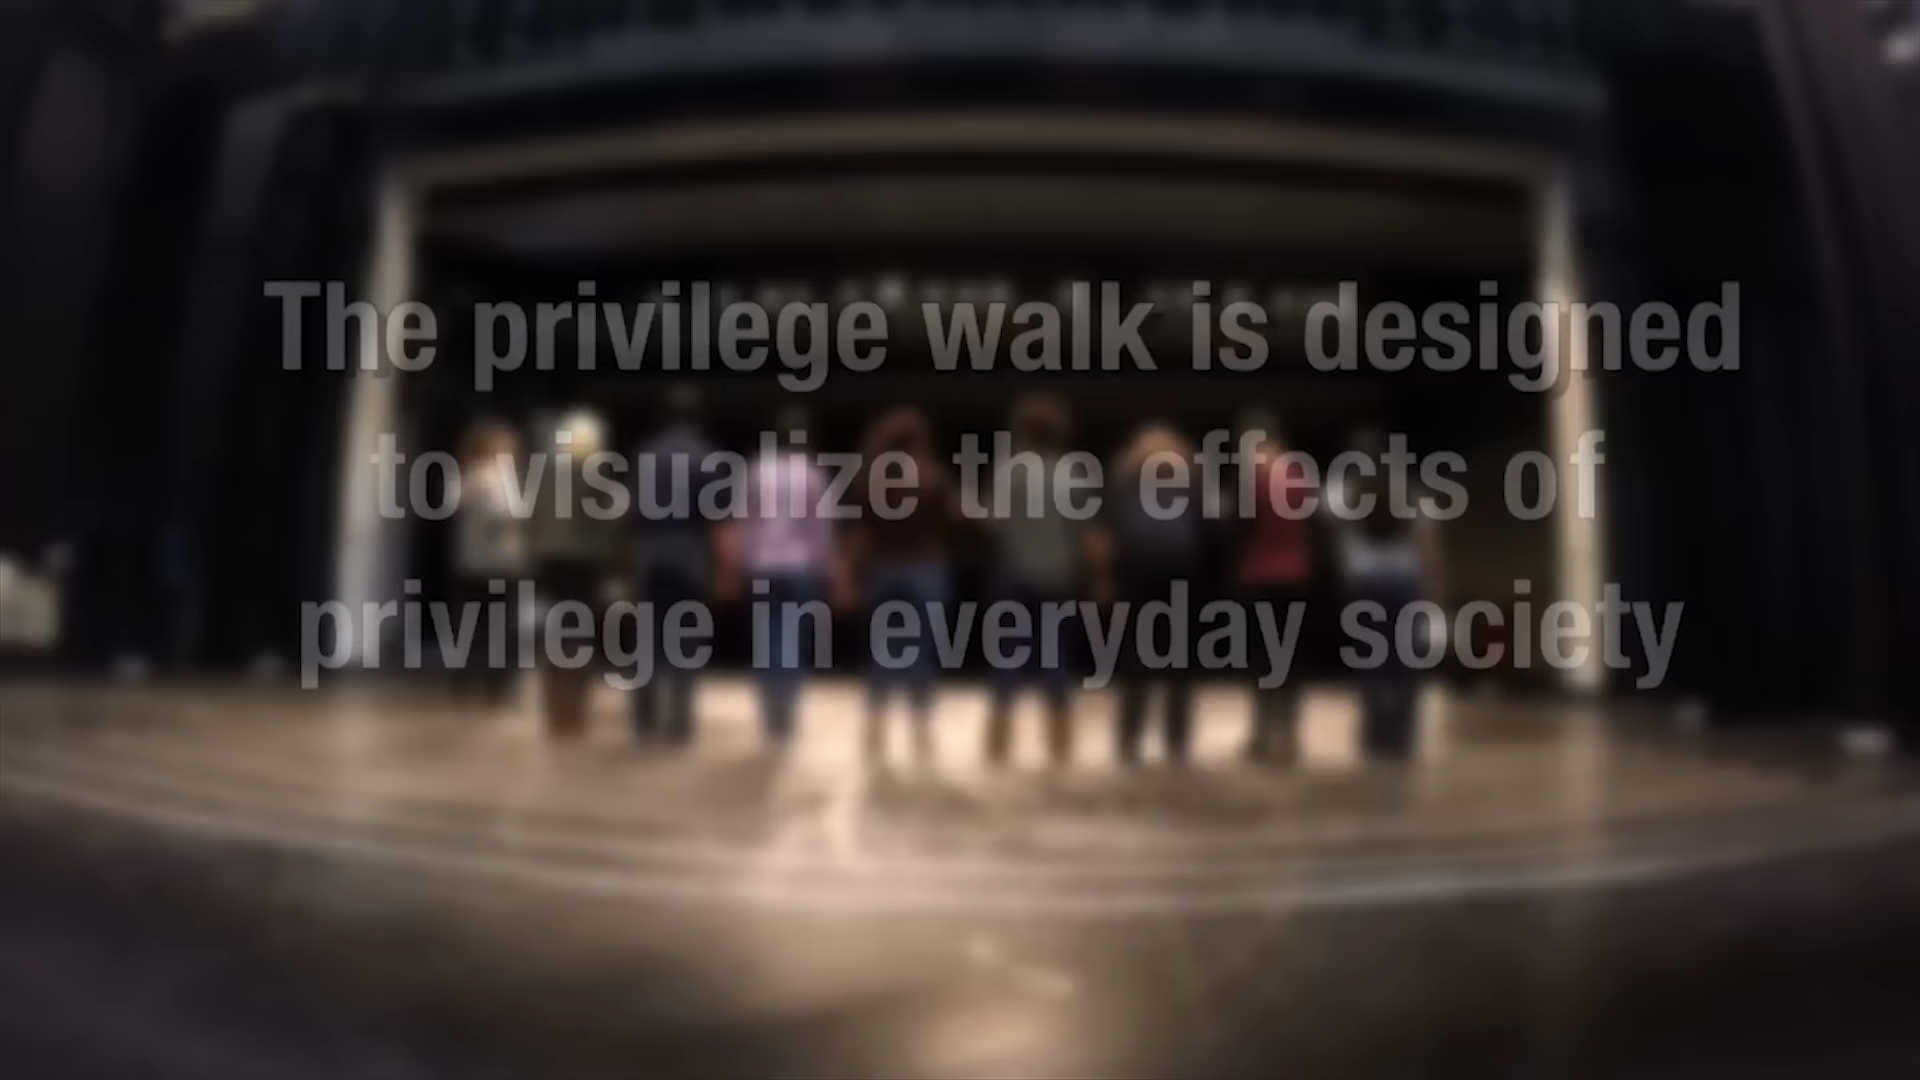 The privilege walk is designed
to visualize the effects of
privilege in everyday society